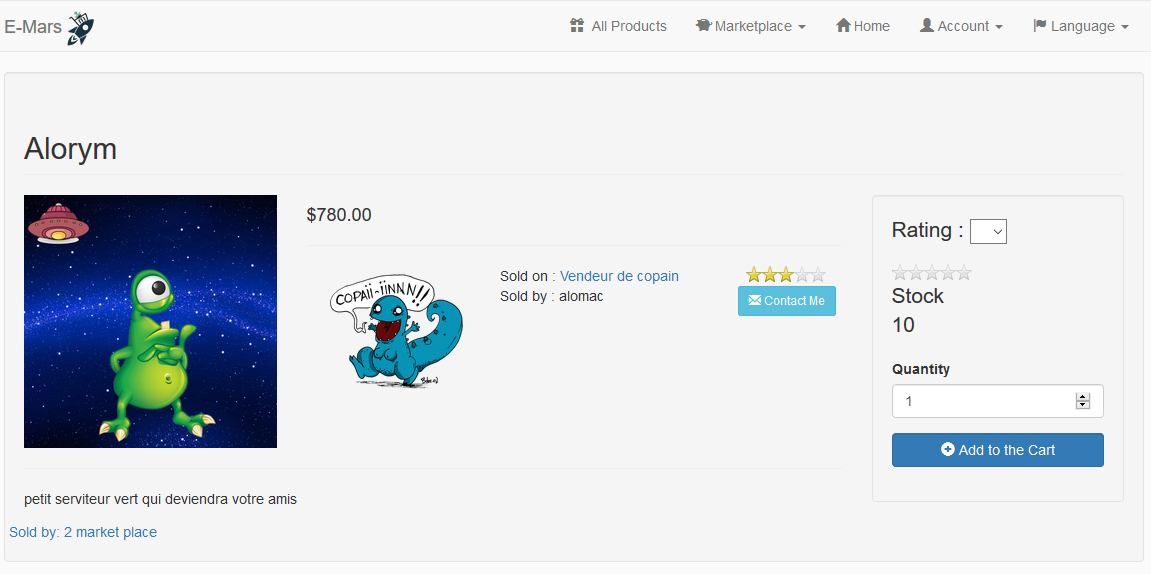 E-Mars
All Products
Marketplace
Home
Account
Language
Alorym
$780.00
COPAII-IINNN!!
Sold on : Vendeur de copain
Sold by : alomac
Contact Me
Rating :
Stock
10
Quantity
1
Add to the Cart
petit serviteur vert qui deviendra votre amis
Sold by: 2 market place